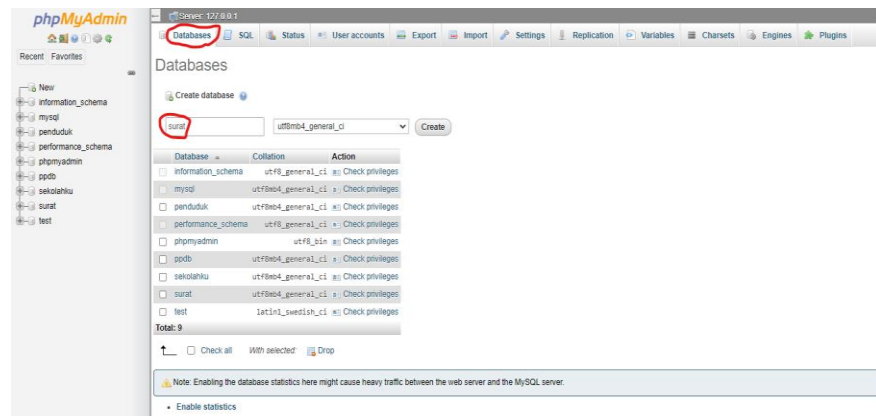 phpMyAdmin
Recent Favorites
New
information_schema
mysql
penduduk
performance_schema
phpmyadmin
ppdb
sekolahku
surat
test
Server: 127.0.0.1
Databases SQL Status User accounts Export Import Settings Replication Variables Charsets Engines Plugins
Databases
Create database
surat utf8mb4_general_ci Create
Database Collation Action
information_schema utf8_general_ci Check privileges
mysql utf8mb4_general_ci Check privileges
penduduk utf8mb4_general_ci Check privileges
performance_schema utf8_general_ci Check privileges
phpmyadmin utf8_bin Check privileges
ppdb utf8mb4_general_ci Check privileges
sekolahku utf8mb4_general_ci Check privileges
surat utf8mb4_general_ci Check privileges
test latin1_swedish_ci Check privileges
Total: 9
Check all With selected: Drop
Note: Enabling the database statistics here might cause heavy traffic between the web server and the MySQL server.
Enable statistics